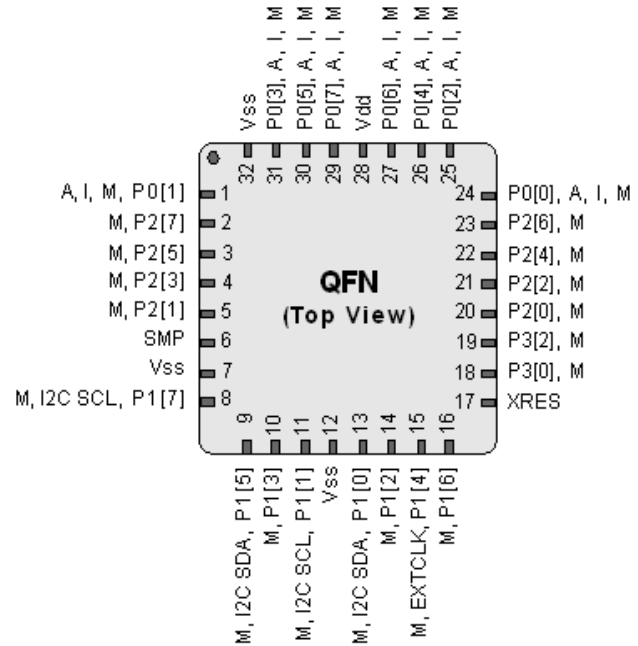 Vss
P0[3], A, I, M
P0[5], A, I, M
P0[7], A, I, M
Vdd
P0[6], A, I, M
P0[4], A, I, M
P0[2], A, I, M
32
31
30
29
28
27
26
25
A, I, M, P0[1]
1
M, P2[7]
2
M, P2[5]
3
M, P2[3]
4
M, P2[1]
5
SMP
6
Vss
7
M, I2C SCL, P1[7]
8
QFN
(Top View)
24
P0[0], A, I, M
23
P2[6], M
22
P2[4], M
21
P2[2], M
20
P2[0], M
19
P3[2], M
18
P3[0], M
17
XRES
9
10
11
12
13
14
15
16
M, I2C SDA, P1[5]
M, P1[3]
M, I2C SCL, P1[1]
Vss
M, I2C SDA, P1[0]
M, P1[2]
M, EXTCLK, P1[4]
M, P1[6]